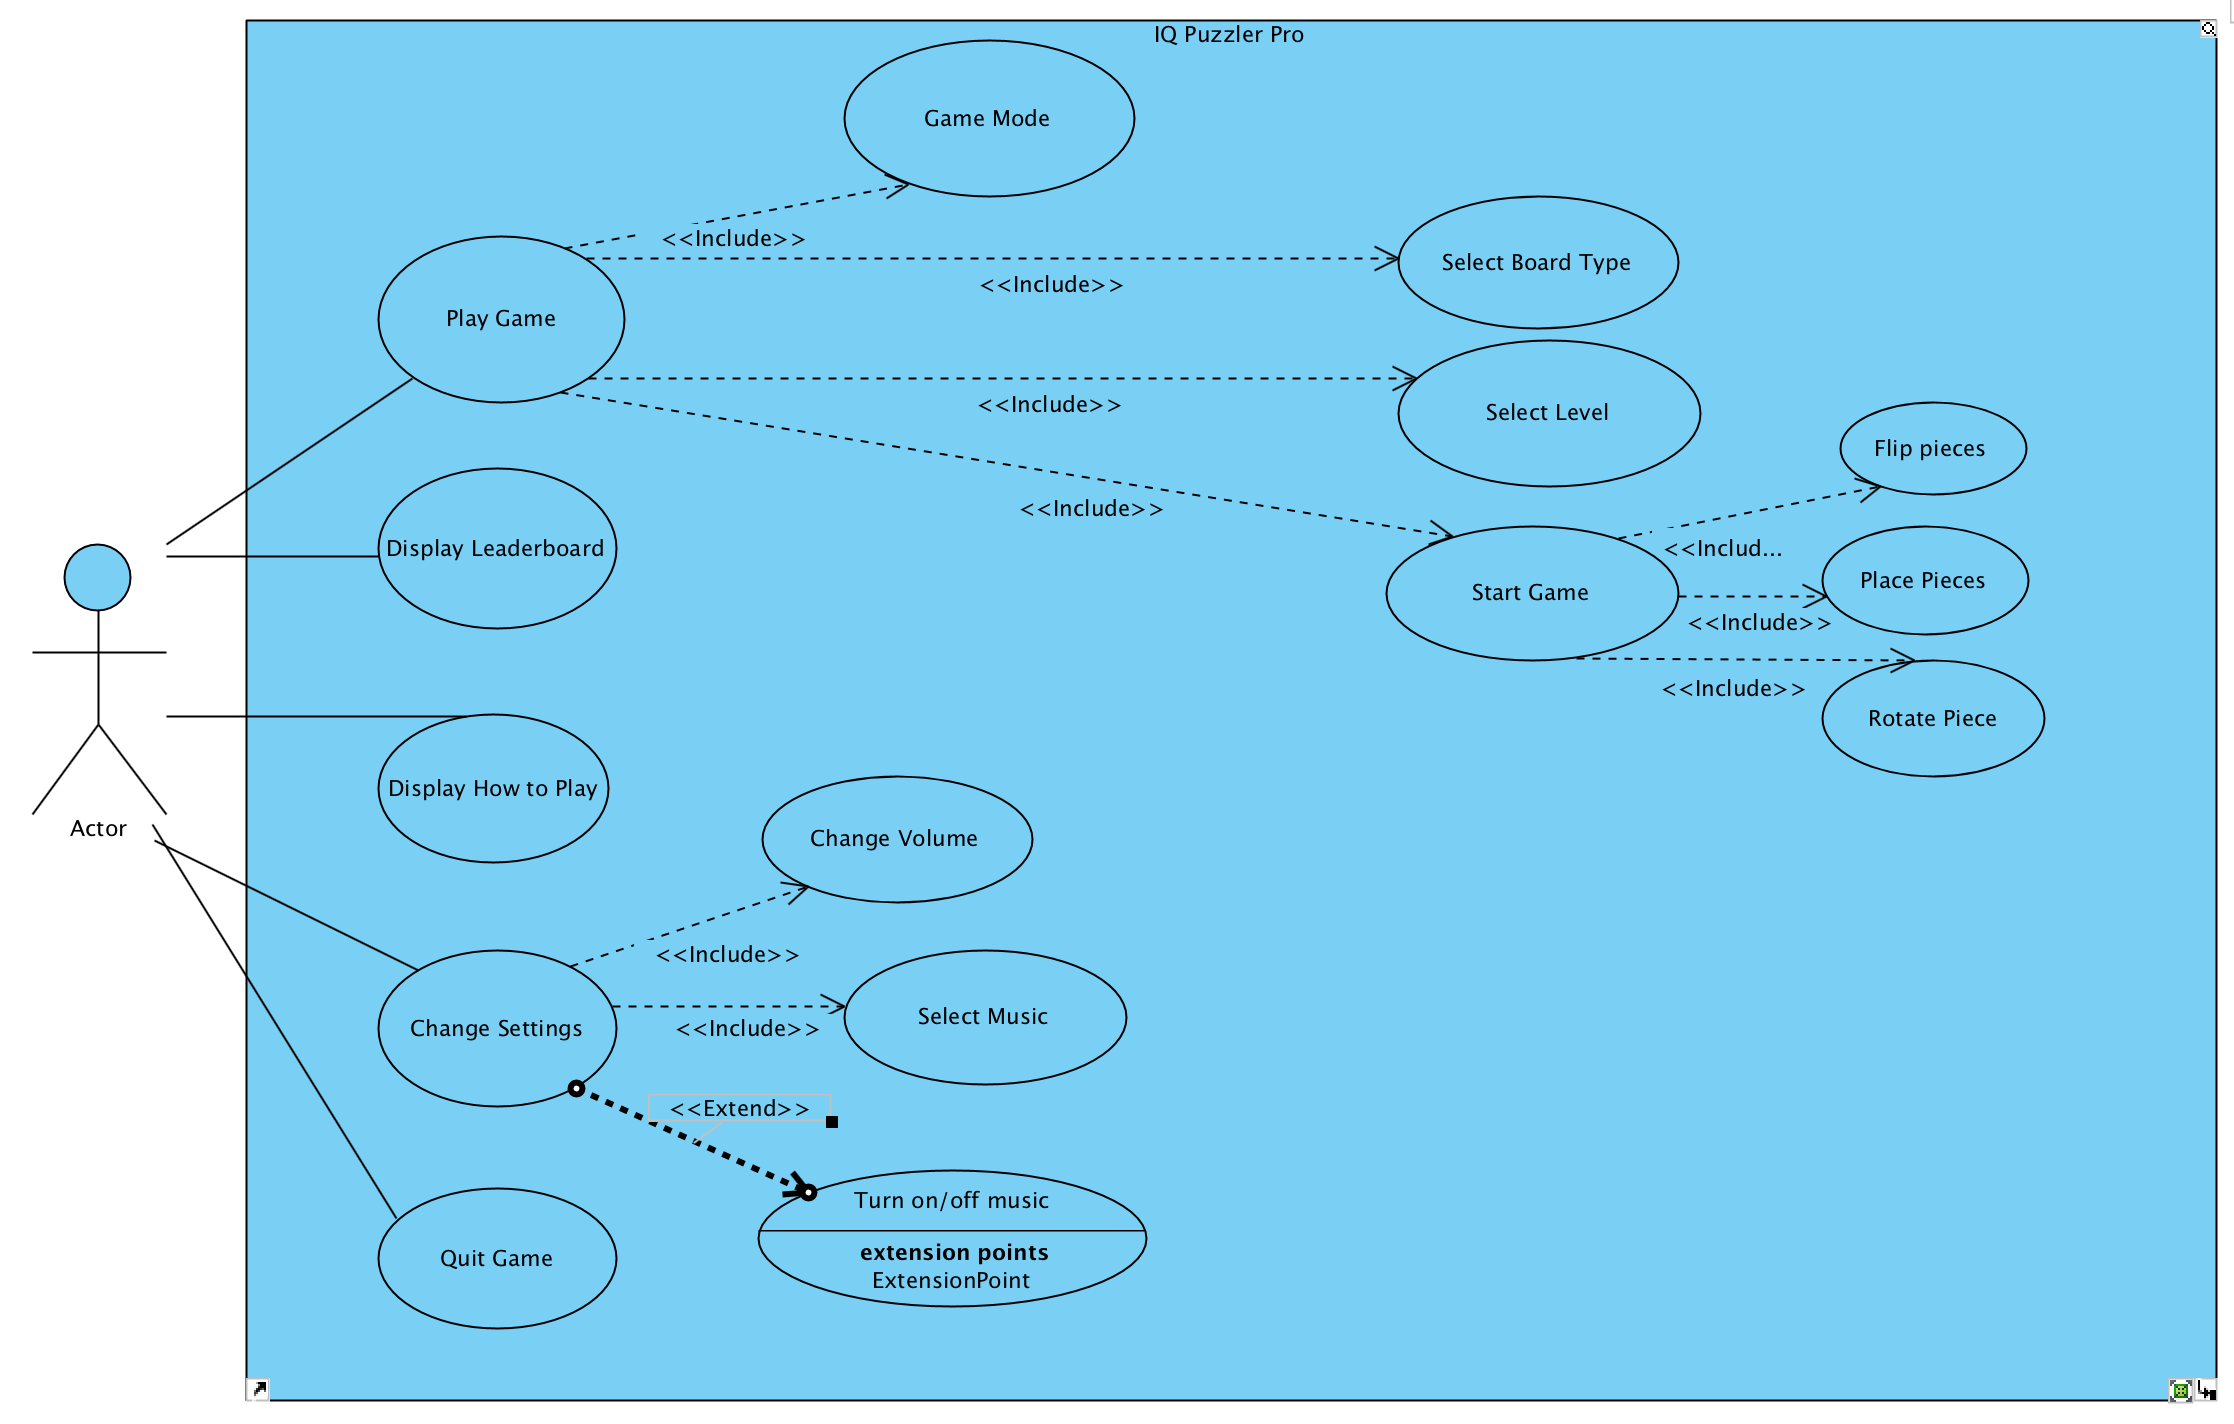 IQ Puzzler Pro
Game Mode
<<Include>>
Select Board Type
<<Include>>
Play Game
<<Include>>
Select Level
Flip pieces
<<Include>>
Display Leaderboard
<<Includ...
Start Game
Place Pieces
<<Include>>
<<Include>>
Rotate Piece
Display How to Play
Actor
Change Volume
<<Include>>
Select Music
Change Settings
<<Include>>
<<Extend>>
Turn on/off music
extension points
ExtensionPoint
Quit Game